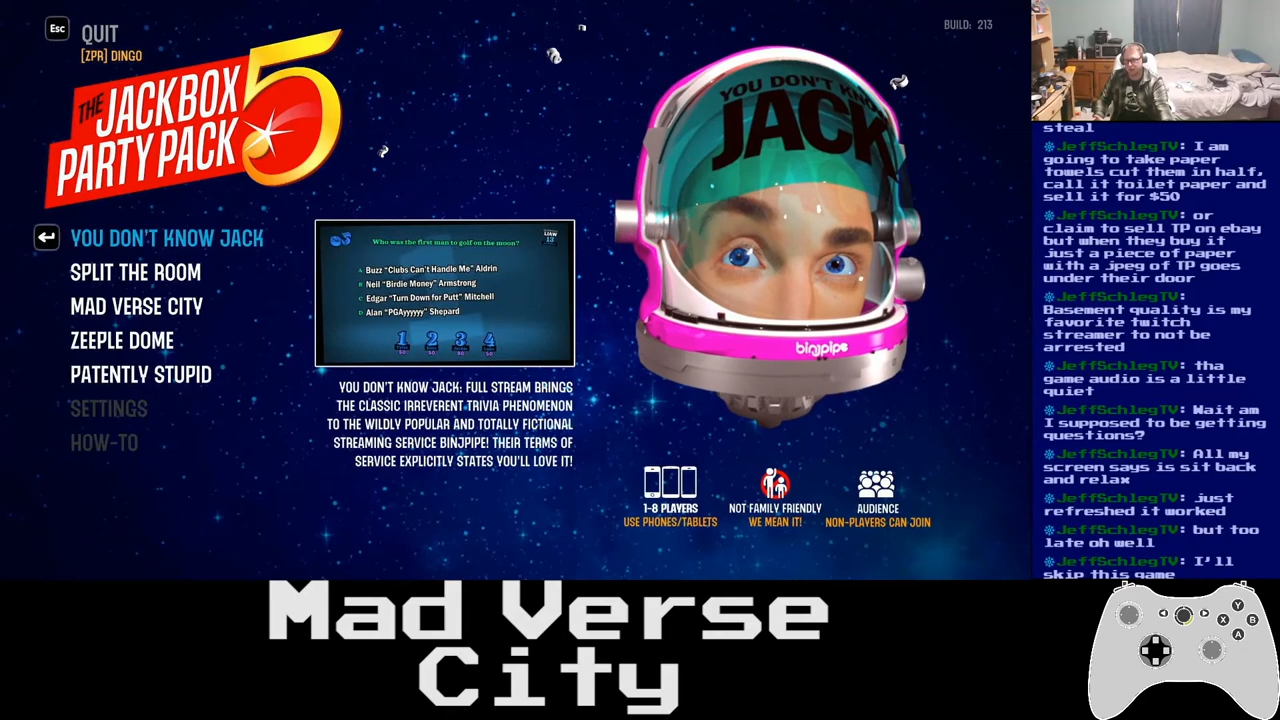 Esc QUIT
[ZPR] DINGO
BUILD: 213
THE
JACKBOX
PARTY PACK
5
YOU DON'T KNOW JACK
SPLIT THE ROOM
MAD VERSE CITY
ZEEPLE DOME
PATENTLY STUPID
SETTINGS
HOW-TO
Who was the first man to golf on the moon?
13
A Buzz "Clubs Can't Handle Me" Aldrin
B Neil "Birdie Money" Armstrong
C Edgar "Turn Down for Putt" Mitchell
D Alan "PGAyyyyy" Shepard
1 2 3 4
$0 $0 $0 $0
YOU DON'T KNOW JACK: FULL STREAM BRINGS
THE CLASSIC IRREVERENT TRIVIA PHENOMENON
TO THE WILDLY POPULAR AND TOTALLY FICTIONAL
STREAMING SERVICE BINJPIPE! THEIR TERMS OF
SERVICE EXPLICITLY STATES YOU'LL LOVE IT!
YOU DON'T KNOW
JACK
binjpipe
1-8 PLAYERS
USE PHONES/TABLETS
NOT FAMILY FRIENDLY
WE MEAN IT!
AUDIENCE
NON-PLAYERS CAN JOIN
steal
JeffSchlegTV: I am
going to take paper
towels cut them in half,
call it toilet paper and
sell it for $50
JeffSchlegTV: or
claim to sell TP on ebay
but when they buy it
just a piece of paper
with a jpeg of TP goes
under their door
JeffSchlegTV:
Basement quality is my
favorite twitch
streamer to not be
arrested
JeffSchlegTV: tha
game audio is a little
quiet
JeffSchlegTV: Wait am
I supposed to be getting
questions?
JeffSchlegTV: All my
screen says is sit back
and relax
JeffSchlegTV: just
refreshed it worked
JeffSchlegTV: but too
late oh well
JeffSchlegTV: I'll
skip this game
Mad Verse
City
Y
X B
A